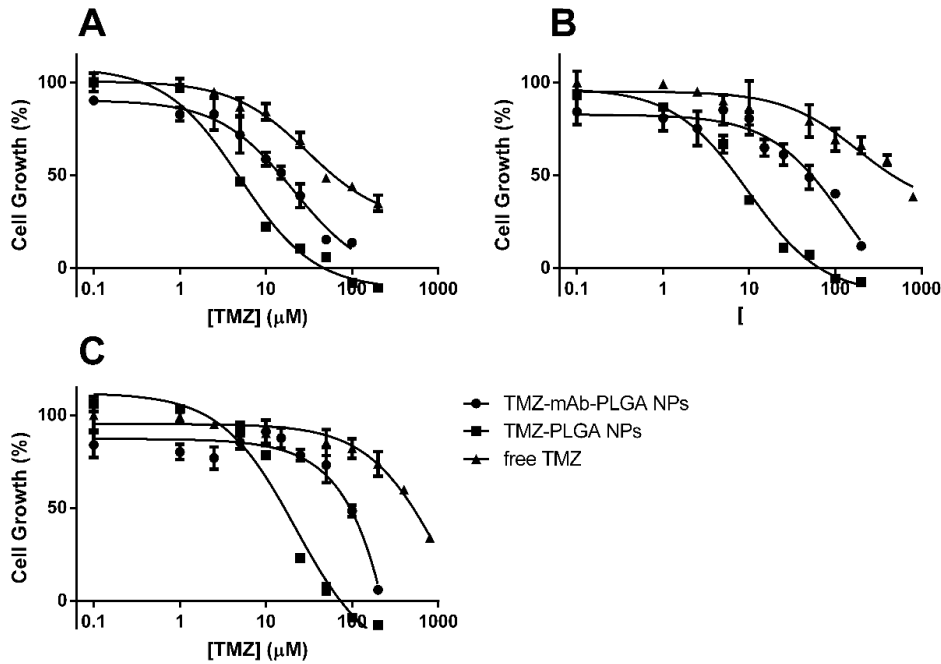 A
Cell Growth (%)
100
50
0
0.1 1 10 100 1000
[TMZ] (μM)
B
Cell Growth (%)
100
50
0
0.1 1 10 100 1000
[
C
Cell Growth (%)
100
50
0
0.1 1 10 100 1000
[TMZ] (μM)
TMZ-mAb-PLGA NPs
TMZ-PLGA NPs
free TMZ